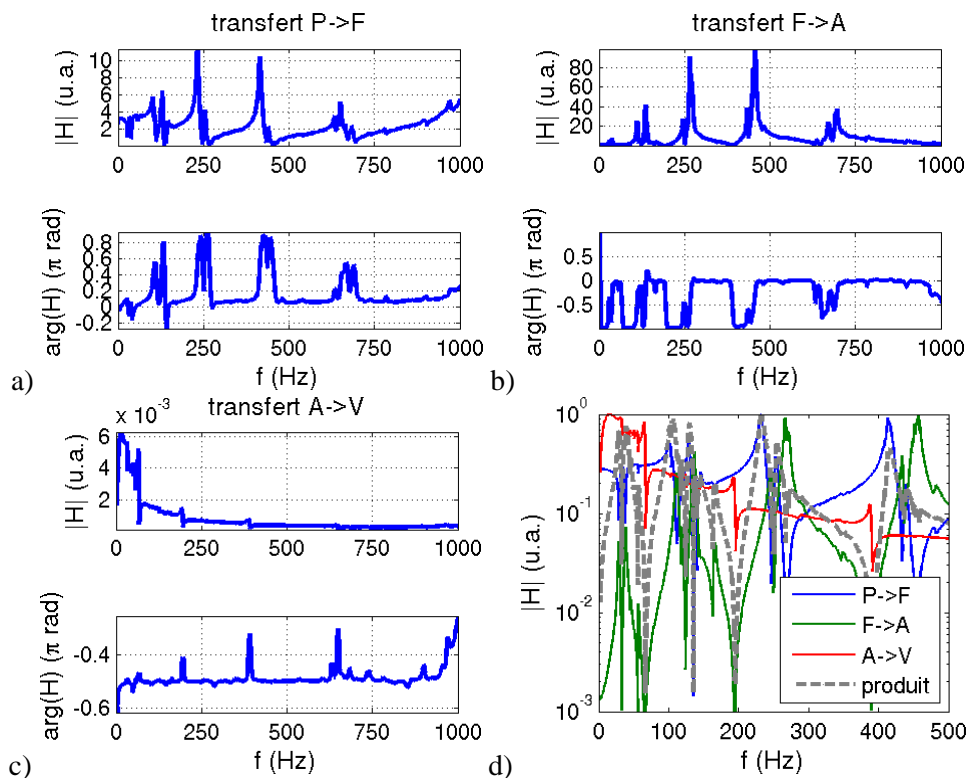 transfert P->F
|H| (u.a.)
10
8
6
4
2
0
250
500
750
1000
arg(H) (π rad)
0.8
0.6
0.4
0.2
0
-0.2
0
250
500
750
1000
f (Hz)
a)
transfert F->A
|H| (u.a.)
80
60
40
20
0
250
500
750
1000
arg(H) (π rad)
0.5
0
-0.5
0
250
500
750
1000
f (Hz)
b)
transfert A->V
x 10^-3
|H| (u.a.)
6
4
2
0
250
500
750
1000
arg(H) (π rad)
-0.4
-0.6
0
250
500
750
1000
f (Hz)
c)
|H| (u.a.)
10^0
10^-1
10^-2
10^-3
0
100
200
300
400
500
f (Hz)
P->F
F->A
A->V
produit
d)